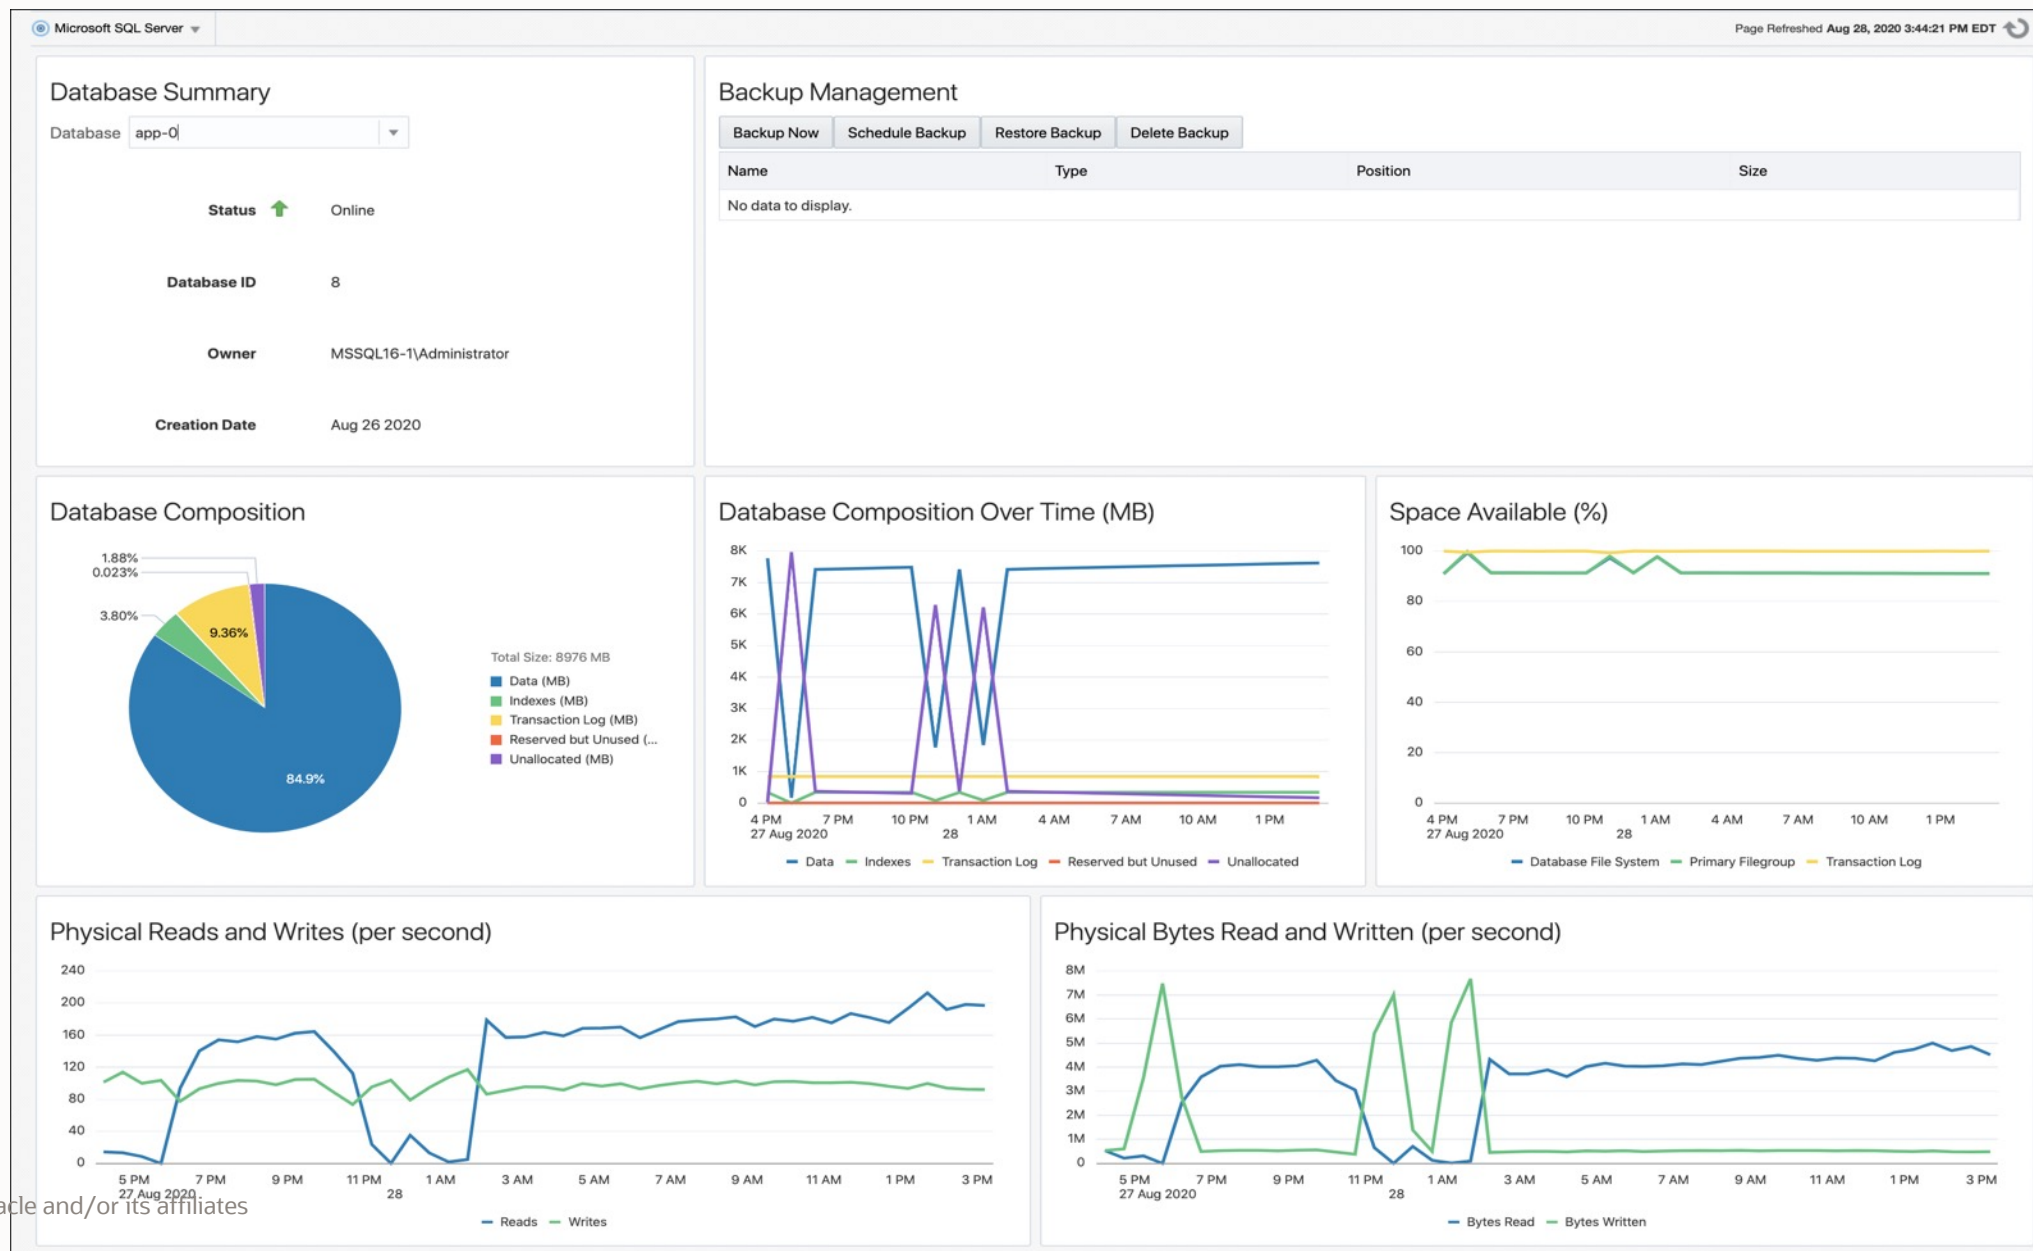 Microsoft SQL Server
Page Refreshed Aug 28, 2020 3:44:21 PM EDT
Database Summary
Database app-0
Status Online
Database ID 8
Owner MSSQL16-1\Administrator
Creation Date Aug 26 2020
Backup Management
Backup Now Schedule Backup Restore Backup Delete Backup
Name Type Position Size
No data to display.
Database Composition
1.88%
0.023%
3.80%
9.36%
84.9%
Total Size: 8976 MB
Data (MB)
Indexes (MB)
Transaction Log (MB)
Reserved but Unused (...
Unallocated (MB)
Database Composition Over Time (MB)
8K
7K
6K
5K
4K
3K
2K
1K
0
4 PM 7 PM 10 PM 1 AM 4 AM 7 AM 10 AM 1 PM
27 Aug 2020 28
Data Indexes Transaction Log Reserved but Unused Unallocated
Space Available (%)
100
80
60
40
20
0
4 PM 7 PM 10 PM 1 AM 4 AM 7 AM 10 AM 1 PM
27 Aug 2020 28
Database File System Primary Filegroup Transaction Log
Physical Reads and Writes (per second)
240
200
160
120
80
40
0
5 PM 7 PM 9 PM 11 PM 1 AM 3 AM 5 AM 7 AM 9 AM 11 AM 1 PM 3 PM
27 Aug 2020 28
Reads Writes
Physical Bytes Read and Written (per second)
8M
7M
6M
5M
4M
3M
2M
1M
0
5 PM 7 PM 9 PM 11 PM 1 AM 3 AM 5 AM 7 AM 9 AM 11 AM 1 PM 3 PM
27 Aug 2020 28
Bytes Read Bytes Written
acle and/or its affiliates